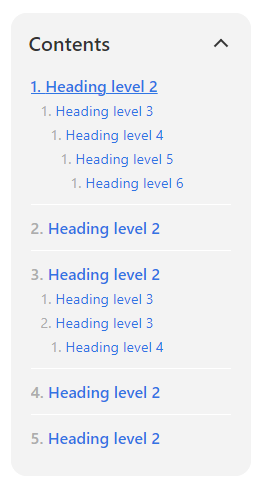 Contents
1. Heading level 2
1. Heading level 3
1. Heading level 4
1. Heading level 5
1. Heading level 6
2. Heading level 2
3. Heading level 2
1. Heading level 3
2. Heading level 3
1. Heading level 4
4. Heading level 2
5. Heading level 2